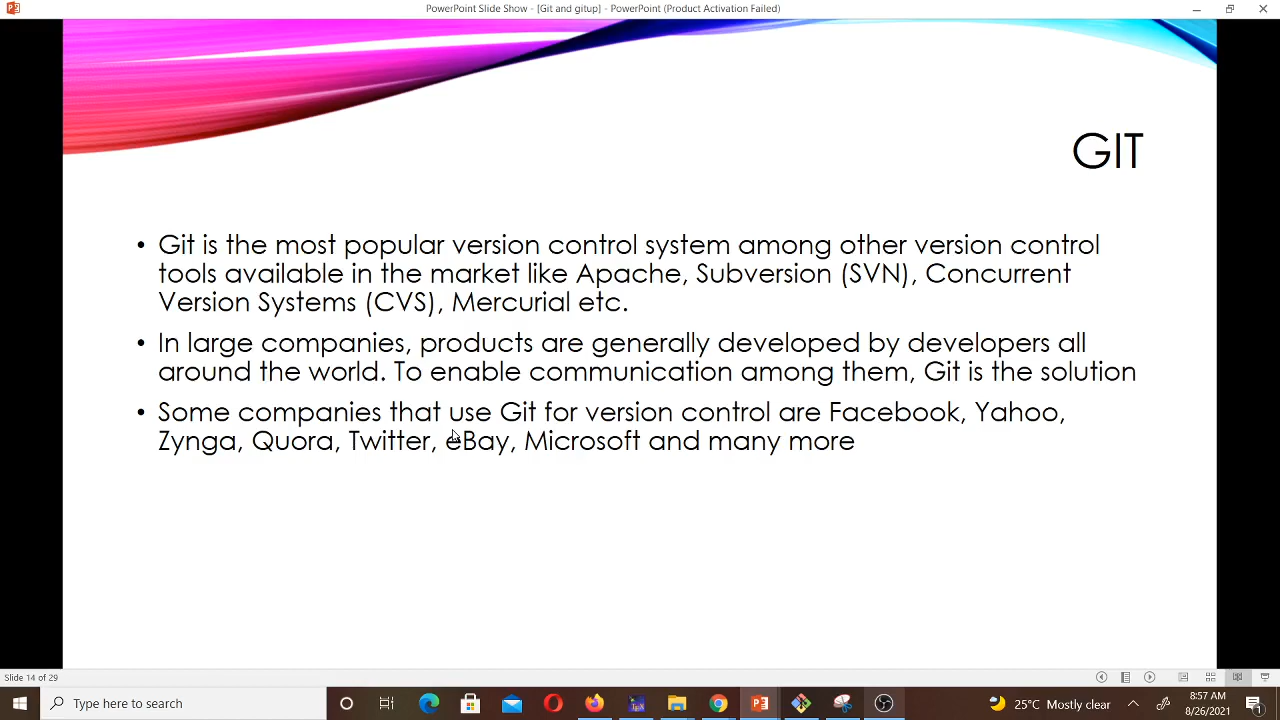 PowerPoint Slide Show - [Git and gitup] - PowerPoint (Product Activation Failed)
GIT
• Git is the most popular version control system among other version control
tools available in the market like Apache, Subversion (SVN), Concurrent
Version Systems (CVS), Mercurial etc.
• In large companies, products are generally developed by developers all
around the world. To enable communication among them, Git is the solution
• Some companies that use Git for version control are Facebook, Yahoo,
Zynga, Quora, Twitter, eBay, Microsoft and many more
Slide 14 of 29
Type here to search
25°C Mostly clear
8:57 AM
8/26/2021